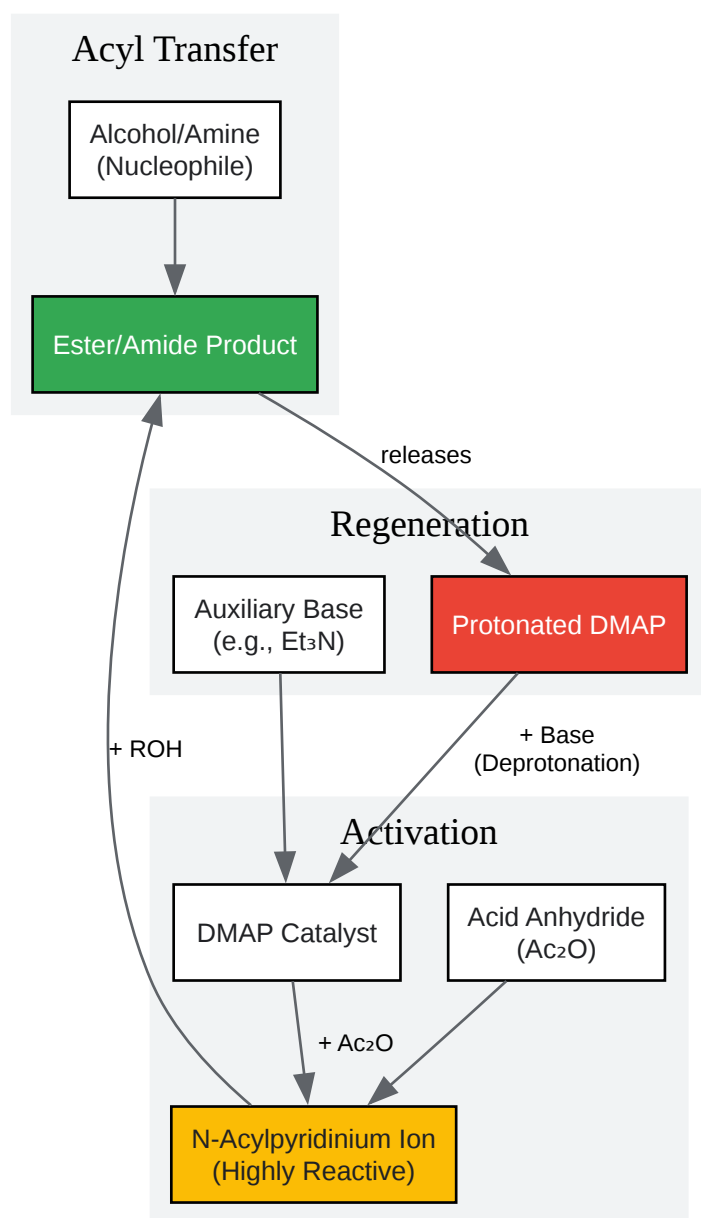 Acyl Transfer
Alcohol/Amine
(Nucleophile)
Ester/Amide Product
releases
Regeneration
Auxiliary Base
(e.g., Et₃N)
Protonated DMAP
+ ROH
+ Base
(Deprotonation)
Activation
DMAP Catalyst
Acid Anhydride
(Ac₂O)
+ Ac₂O
N-Acylpyridinium Ion
(Highly Reactive)